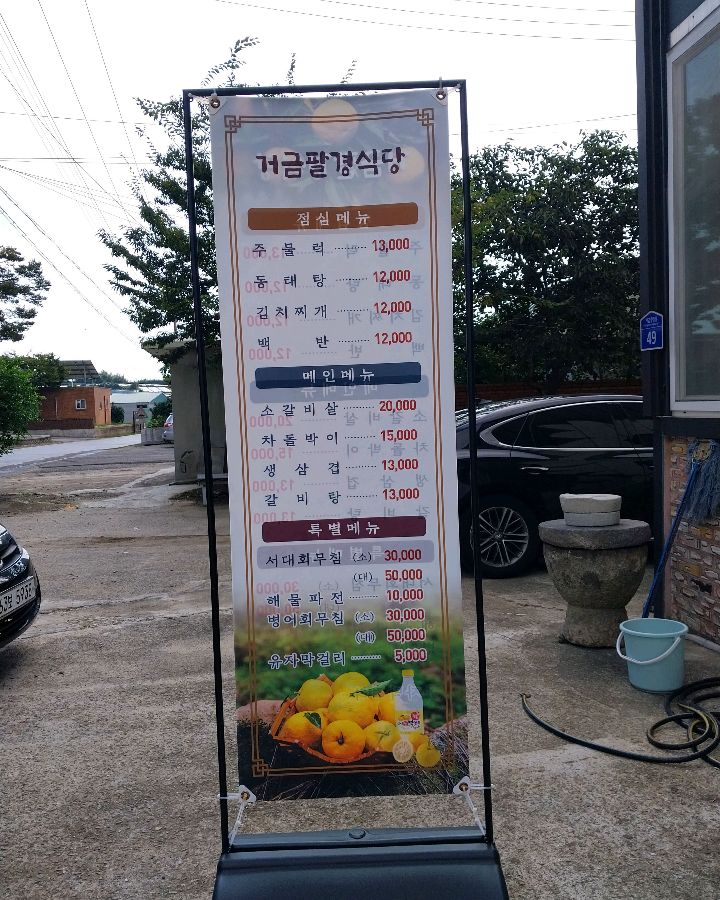 거금팔경식당
점심메뉴
주물럭 ········ 13,000
동태탕 ········ 12,000
김치찌개 ········ 12,000
백반 ········ 12,000
메인메뉴
소갈비살 ········ 20,000
차돌박이 ········ 15,000
생삼겹 ········ 13,000
갈비탕 ········ 13,000
특별메뉴
서대회무침 (소) 30,000
(대) 50,000
해물파전 ········ 10,000
병어회무침 (소) 30,000
(대) 50,000
유자막걸리 ········ 5,000
49